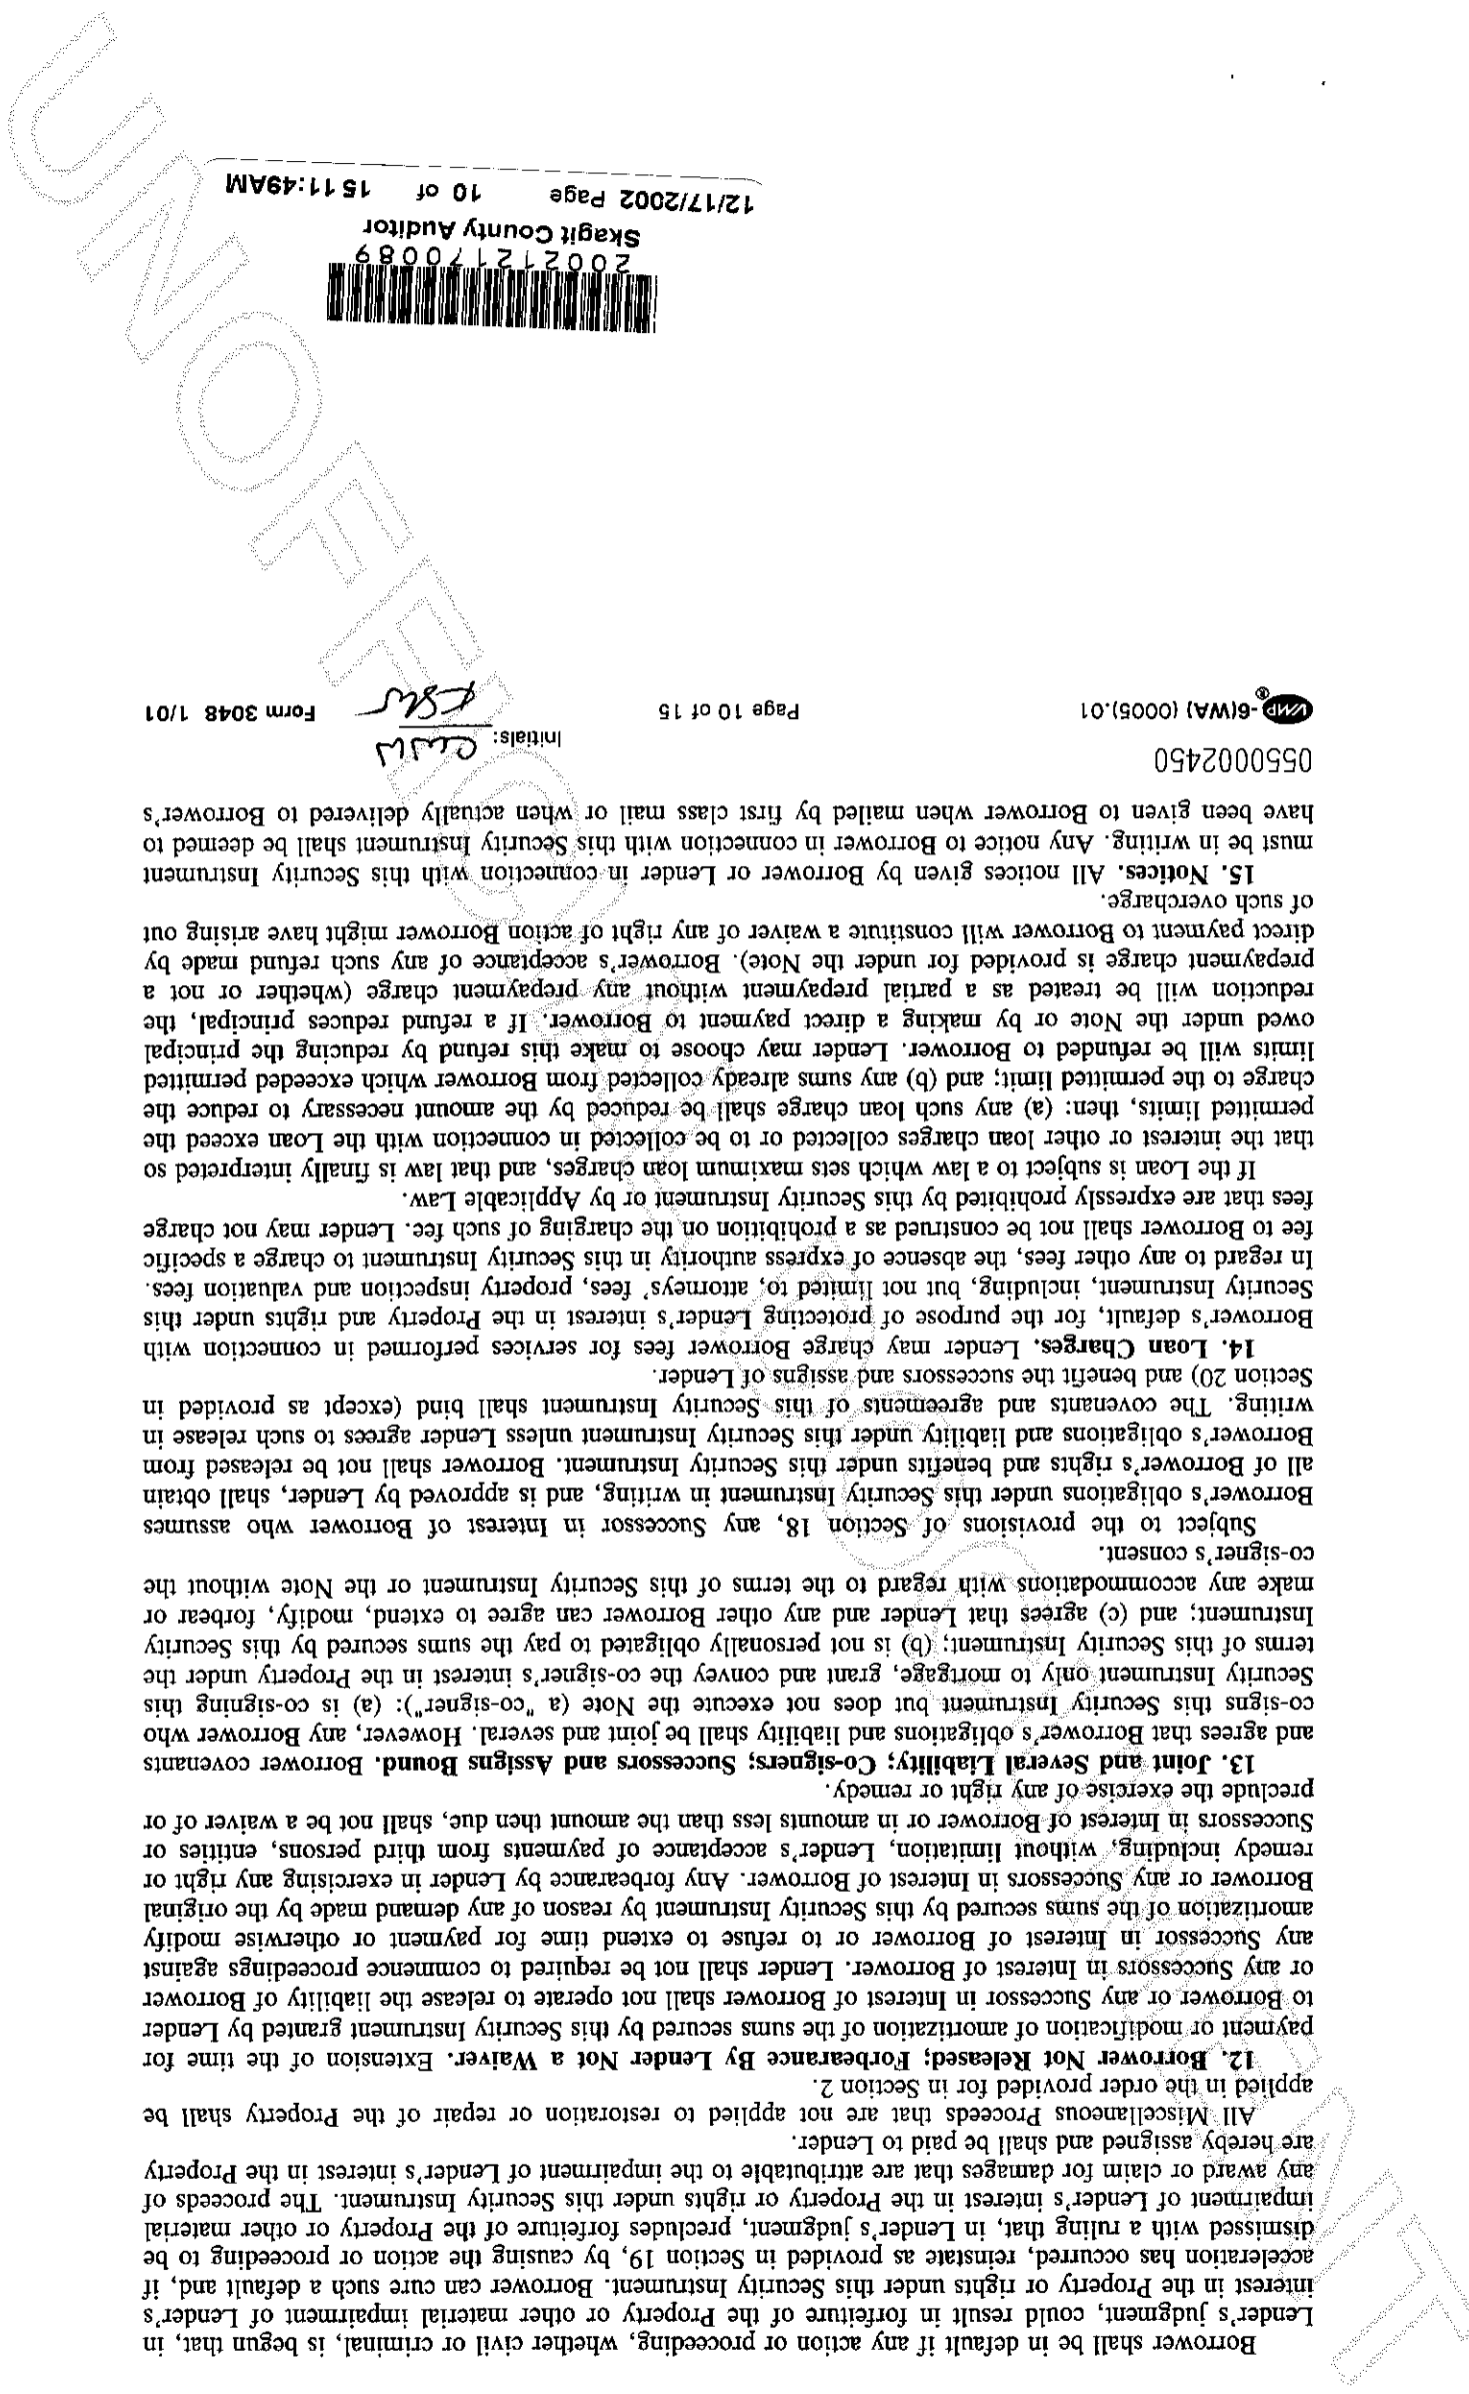 Borrower shall be in default if any action or proceeding, whether civil or criminal, is begun that, in
Lender's judgment, could result in forfeiture of the Property or other material impairment of Lender's
interest in the Property or rights under this Security Instrument. Borrower can cure such a default and, if
acceleration has occurred, reinstate as provided in Section 19, by causing the action or proceeding to be
dismissed with a ruling that, in Lender's judgment, precludes forfeiture of the Property or other material
impairment of Lender's interest in the Property or rights under this Security Instrument. The proceeds of
any award or claim for damages that are attributable to the impairment of Lender's interest in the Property
are hereby assigned and shall be paid to Lender.
All Miscellaneous Proceeds that are not applied to restoration or repair of the Property shall be
applied in the order provided for in Section 2.
12. Borrower Not Released; Forbearance By Lender Not a Waiver. Extension of the time for
payment or modification of amortization of the sums secured by this Security Instrument granted by Lender
to Borrower or any Successor in Interest of Borrower shall not operate to release the liability of Borrower
or any Successors in Interest of Borrower. Lender shall not be required to commence proceedings against
any Successor in Interest of Borrower or to refuse to extend time for payment or otherwise modify
amortization of the sums secured by this Security Instrument by reason of any demand made by the original
Borrower or any Successors in Interest of Borrower. Any forbearance by Lender in exercising any right or
remedy including, without limitation, Lender's acceptance of payments from third persons, entities or
Successors in Interest of Borrower or in amounts less than the amount then due, shall not be a waiver of or
preclude the exercise of any right or remedy.
13. Joint and Several Liability; Co-signers; Successors and Assigns Bound. Borrower covenants
and agrees that Borrower's obligations and liability shall be joint and several. However, any Borrower who
co-signs this Security Instrument but does not execute the Note (a "co-signer"): (a) is co-signing this
Security Instrument only to mortgage, grant and convey the co-signer's interest in the Property under the
terms of this Security Instrument; (b) is not personally obligated to pay the sums secured by this Security
Instrument; and (c) agrees that Lender and any other Borrower can agree to extend, modify, forbear or
make any accommodations with regard to the terms of this Security Instrument or the Note without the
co-signer's consent.
Subject to the provisions of Section 18, any Successor in Interest of Borrower who assumes
Borrower's obligations under this Security Instrument in writing, and is approved by Lender, shall obtain
all of Borrower's rights and benefits under this Security Instrument. Borrower shall not be released from
Borrower's obligations and liability under this Security Instrument unless Lender agrees to such release in
writing. The covenants and agreements of this Security Instrument shall bind (except as provided in
Section 20) and benefit the successors and assigns of Lender.
14. Loan Charges. Lender may charge Borrower fees for services performed in connection with
Borrower's default, for the purpose of protecting Lender's interest in the Property and rights under this
Security Instrument, including, but not limited to, attorneys' fees, property inspection and valuation fees.
In regard to any other fees, the absence of express authority in this Security Instrument to charge a specific
fee to Borrower shall not be construed as a prohibition on the charging of such fee. Lender may not charge
fees that are expressly prohibited by this Security Instrument or by Applicable Law.
If the Loan is subject to a law which sets maximum loan charges, and that law is finally interpreted so
that the interest or other loan charges collected or to be collected in connection with the Loan exceed the
permitted limits, then: (a) any such loan charge shall be reduced by the amount necessary to reduce the
charge to the permitted limit; and (b) any sums already collected from Borrower which exceeded permitted
limits will be refunded to Borrower. Lender may choose to make this refund by reducing the principal
owed under the Note or by making a direct payment to Borrower. If a refund reduces principal, the
reduction will be treated as a partial prepayment without any prepayment charge (whether or not a
prepayment charge is provided for under the Note). Borrower's acceptance of any such refund made by
direct payment to Borrower will constitute a waiver of any right of action Borrower might have arising out
of such overcharge.
15. Notices. All notices given by Borrower or Lender in connection with this Security Instrument
must be in writing. Any notice to Borrower in connection with this Security Instrument shall be deemed to
have been given to Borrower when mailed by first class mail or when actually delivered to Borrower's
0550002450
Initials:
VMP®-6(WA) (0005).01 Page 10 of 15 Form 3048 1/01
200212170089
Skagit County Auditor
12/17/2002 Page 10 of 15 11:49AM
UNOFFICIAL DOCUMENT